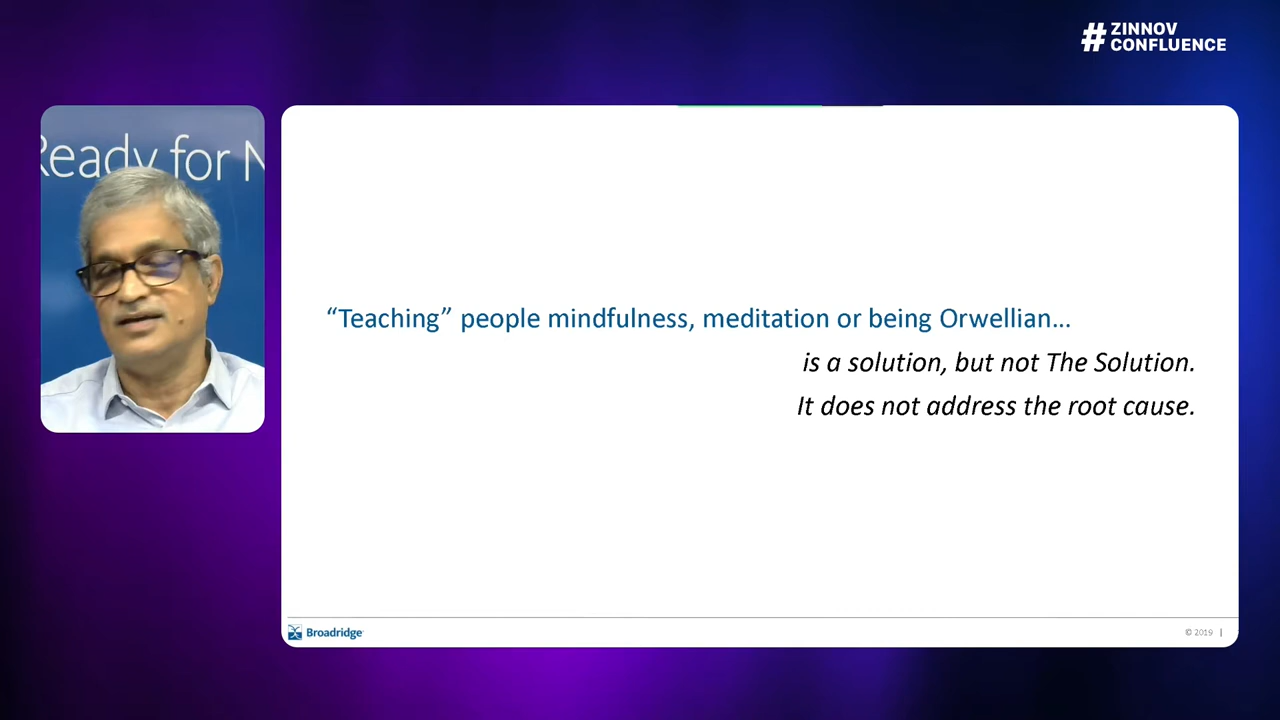 # ZINNOV
CONFLUENCE
Ready for N
“Teaching” people mindfulness, meditation or being Orwellian...
is a solution, but not The Solution.
It does not address the root cause.
Broadridge
© 2019 |